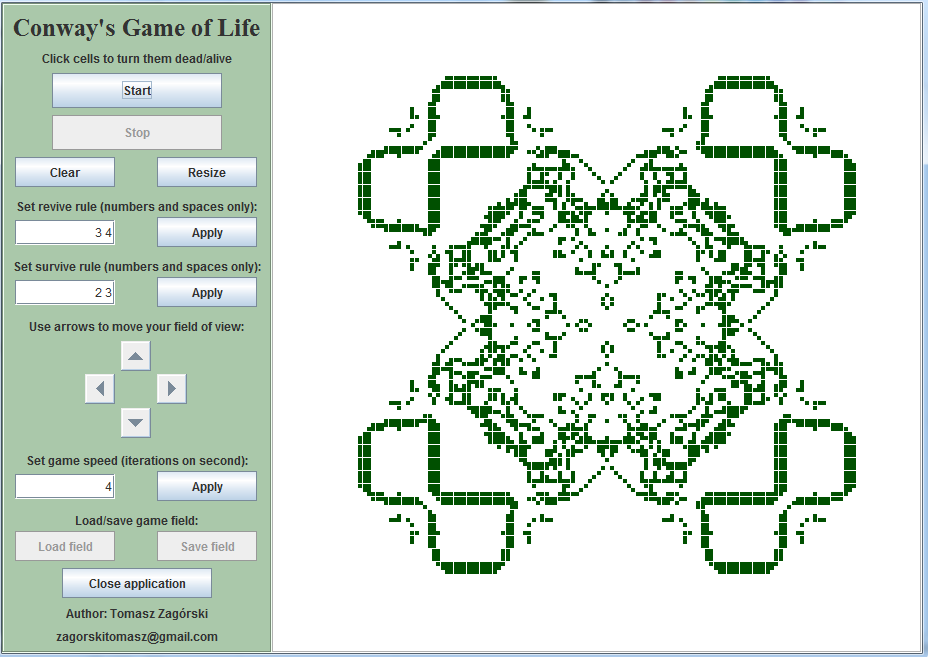 Conway's Game of Life
Click cells to turn them dead/alive
Start
Stop
Clear Resize
Set revive rule (numbers and spaces only):
3 4 Apply
Set survive rule (numbers and spaces only):
2 3 Apply
Use arrows to move your field of view:
Set game speed (iterations on second):
4 Apply
Load/save game field:
Load field Save field
Close application
Author: Tomasz Zagórski
zagorskitomasz@gmail.com